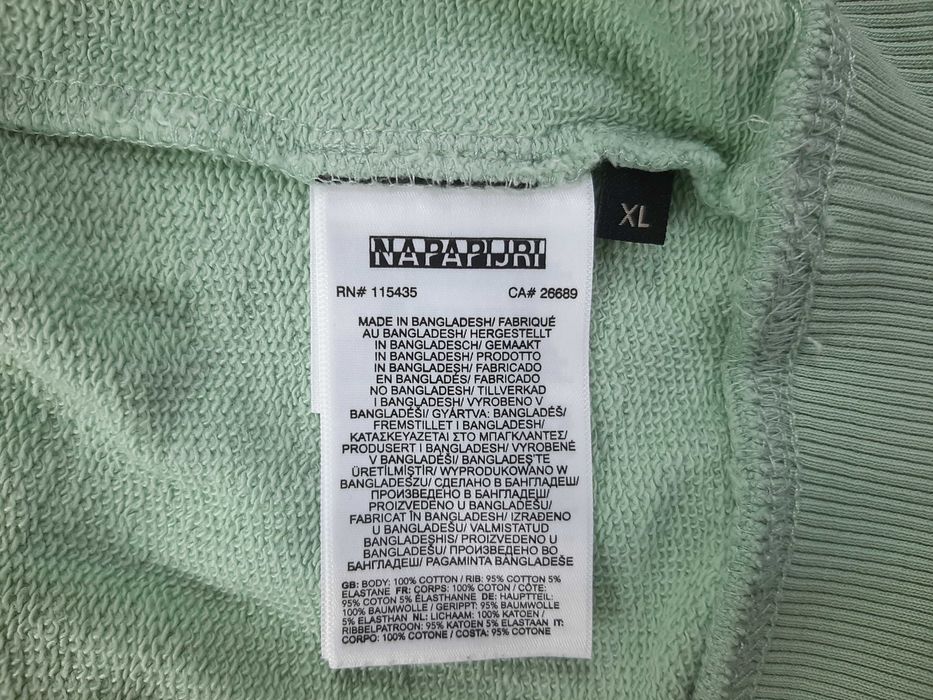 XL
NAPAPIJRI
RN# 115435 CA# 26689
MADE IN BANGLADESH/ FABRIQUÉ
AU BANGLADESH/ HERGESTELLT
IN BANGLADESCH/ GEMAAKT
IN BANGLADESH/ PRODOTTO
IN BANGLADESH/ FABRICADO
EN BANGLADÉS/ FABRICADO
NO BANGLADESH/ TILLVERKAD
I BANGLADESH/ VYROBENO V
BANGLADÉŠI/ GYÁRTVA: BANGLADÉŠ/
FREMSTILLET I BANGLADESH/
ΚΑΤΑΣΚΕΥΑΖΕΤΑΙ ΣΤΟ ΜΠΑΓΚΛΑΝΤΕΣ/
PRODUSERT I BANGLADESH/ VYROBENÉ
V BANGLADÉŠI/ BANGLADEŞ'TE
ÜRETİLMİŞTİR/ WYPRODUKOWANO W
BANGLADESZU/ СДЕЛАНО В БАНГЛАДЕШ/
ПРОИЗВЕДЕНО В БАНГЛАДЕШ/
PROIZVEDENO U BANGLADEŠU/
FABRICAT ÎN BANGLADESH/ IZRAĐENO
U BANGLADEŠU/ VALMISTATUD
BANGLADESHIS/ PROIZVEDENO U
BANGLADEŠU/ ПРОИЗВЕДЕНО ВО
БАНГЛАДЕШ/ PAGAMINTA BANGLADEŠE
GB: BODY: 100% COTTON / RIB: 95% COTTON 5%
ELASTANE FR: CORPS: 100% COTON / CÔTE:
95% COTON 5% ÉLASTHANNE DE: HAUPTTEIL:
100% BAUMWOLLE / GERIPPT: 95% BAUMWOLLE
5% ELASTHAN NL: LICHAAM: 100% KATOEN /
RIBBELPATROON: 95% KATOEN 5% ELASTAAN IT:
CORPO: 100% COTONE / COSTA: 95% COTONE